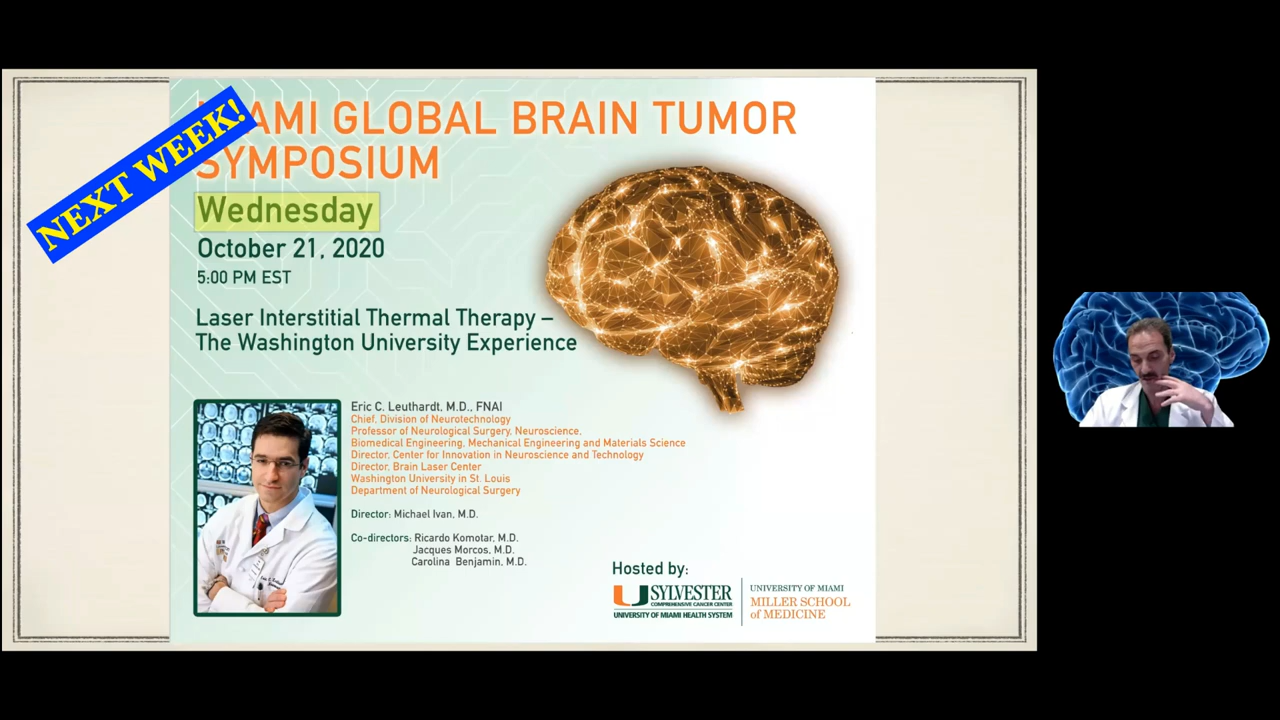 NEXT WEEK!
AMI GLOBAL BRAIN TUMOR
SYMPOSIUM
Wednesday
October 21, 2020
5:00 PM EST
Laser Interstitial Thermal Therapy –
The Washington University Experience
Eric C. Leuthardt, M.D., FNAI
Chief, Division of Neurotechnology
Professor of Neurological Surgery, Neuroscience,
Biomedical Engineering, Mechanical Engineering and Materials Science
Director, Center for Innovation in Neuroscience and Technology
Director, Brain Laser Center
Washington University in St. Louis
Department of Neurological Surgery
Director: Michael Ivan, M.D.
Co-directors: Ricardo Komotar, M.D.
Jacques Morcos, M.D.
Carolina Benjamin, M.D.
Hosted by:
SYLVESTER
COMPREHENSIVE CANCER CENTER
UNIVERSITY OF MIAMI HEALTH SYSTEM
UNIVERSITY OF MIAMI
MILLER SCHOOL
of MEDICINE